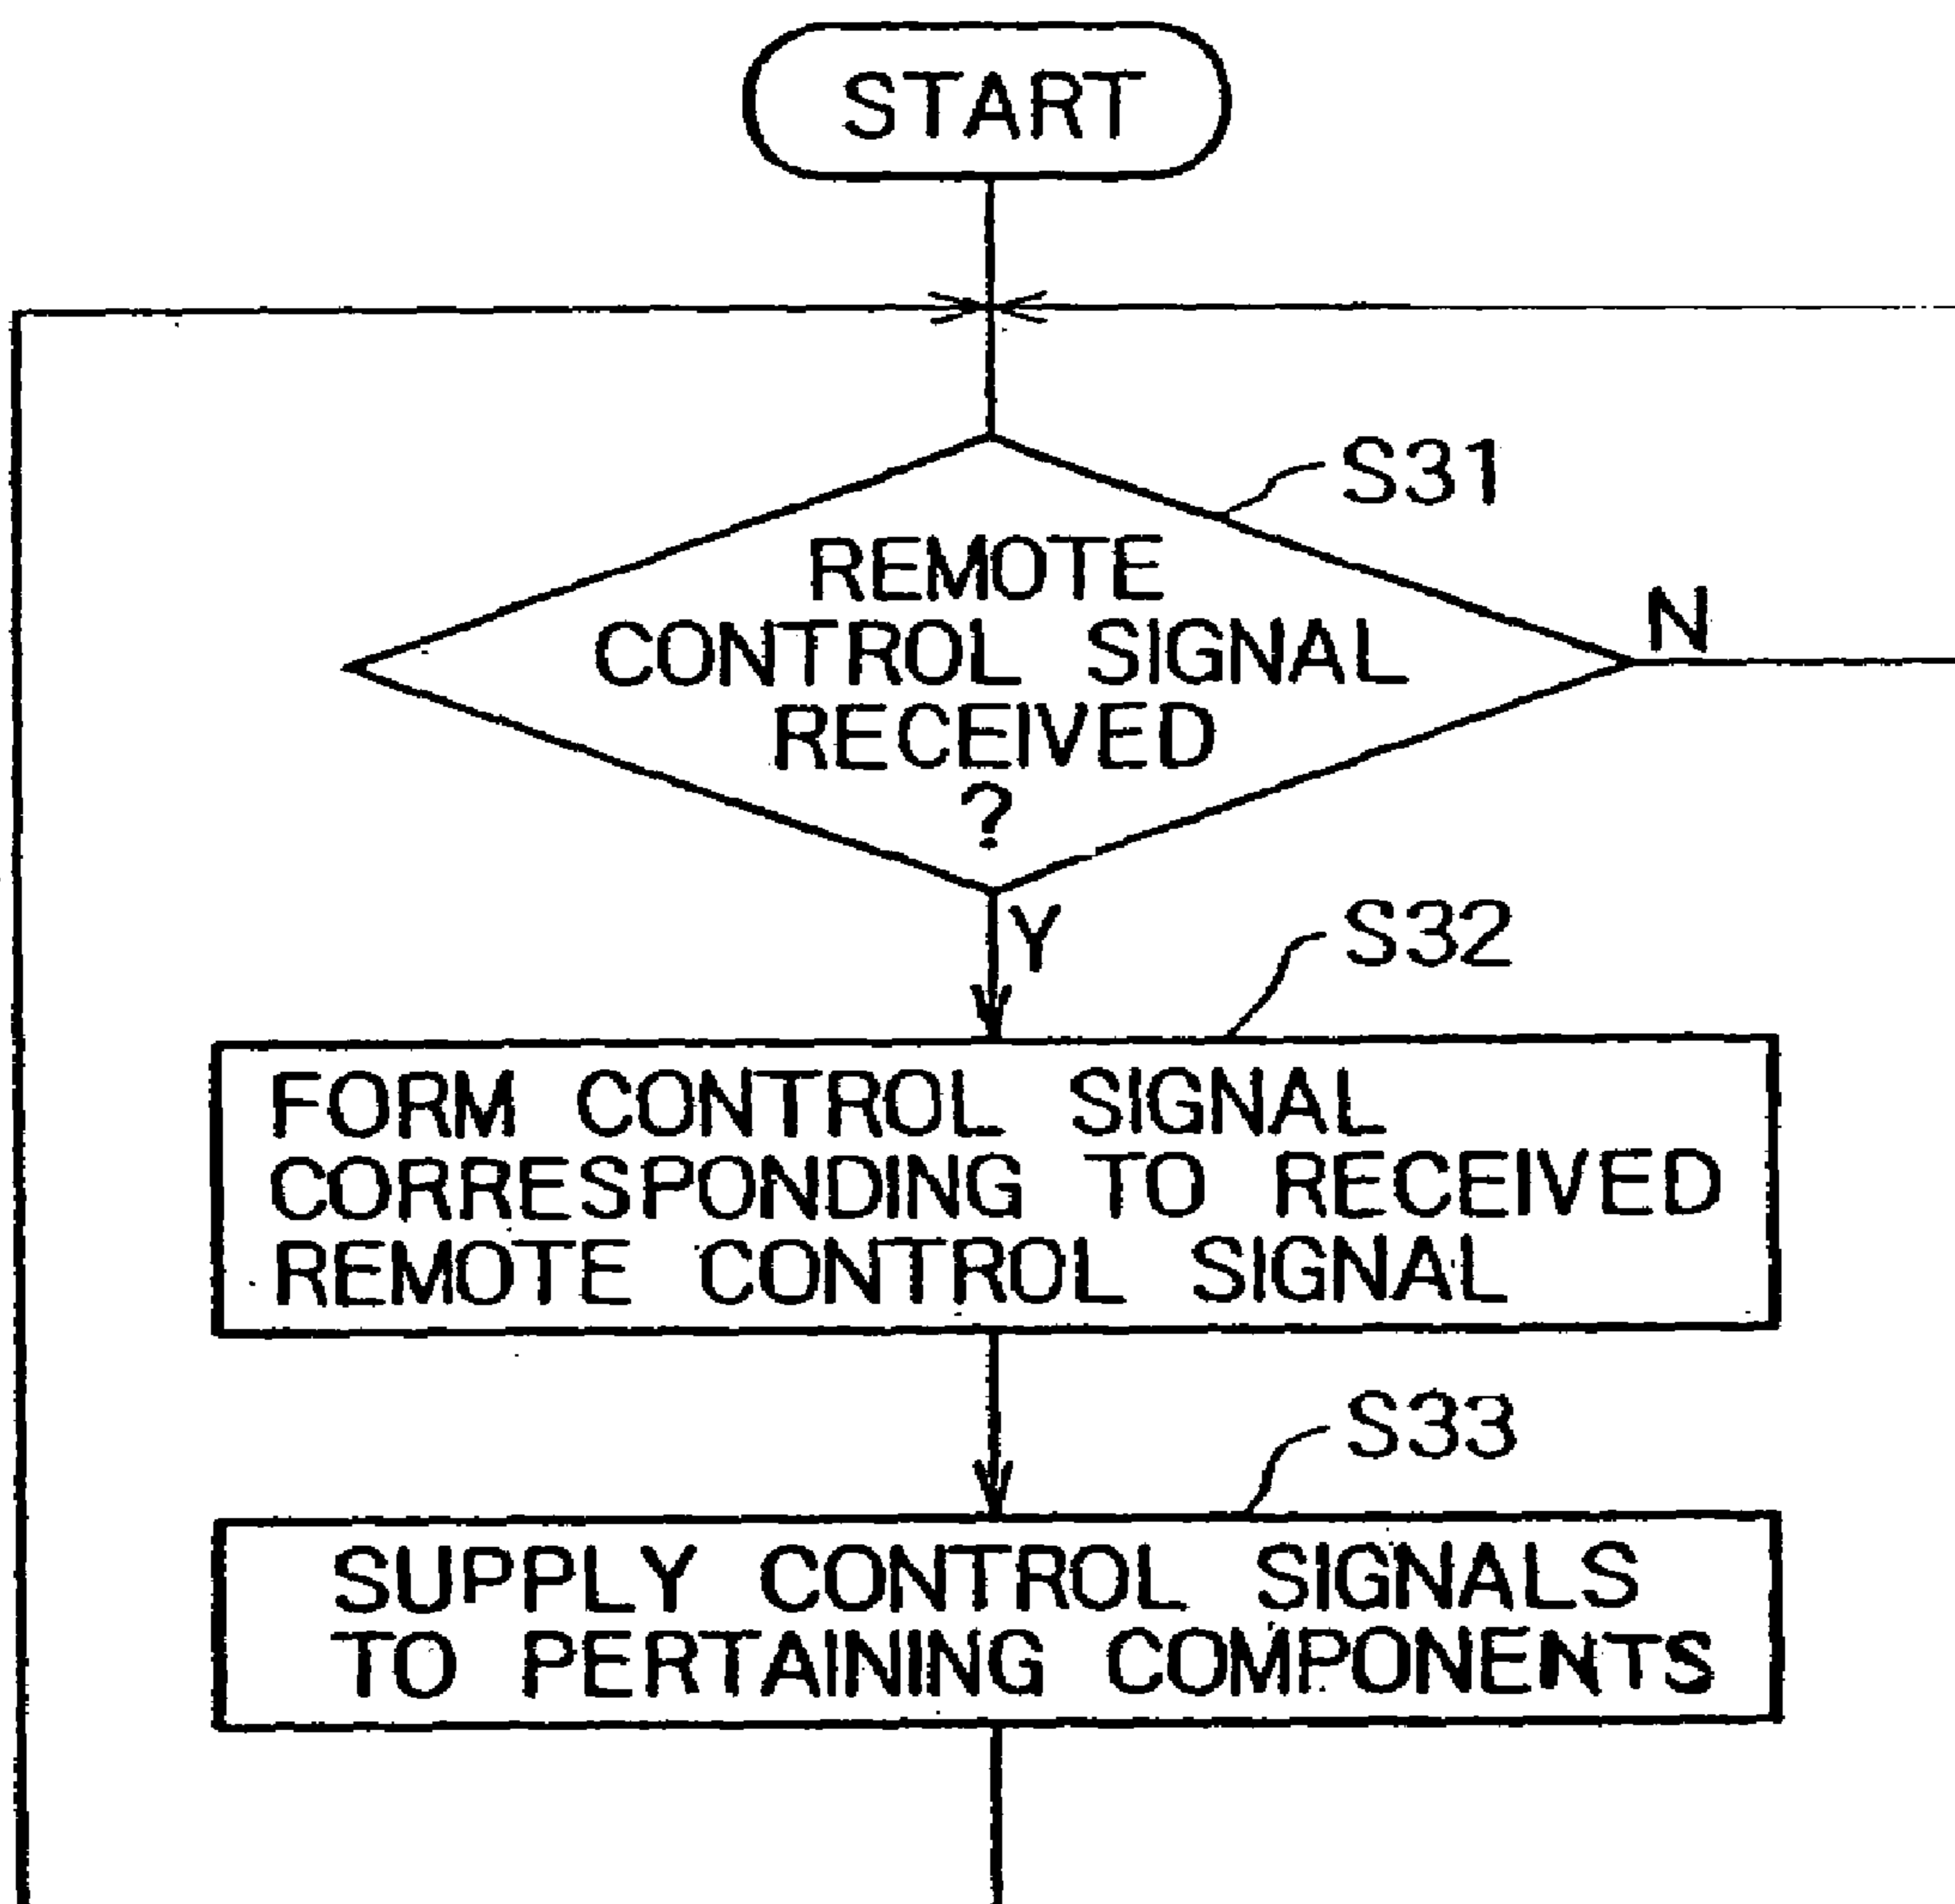 START
S31
REMOTE
CONTROL SIGNAL
RECEIVED
?
N
Y
S32
FORM CONTROL SIGNAL
CORRESPONDING TO RECEIVED
REMOTE CONTROL SIGNAL
S33
SUPPLY CONTROL SIGNALS
TO PERTAINING COMPONENTS